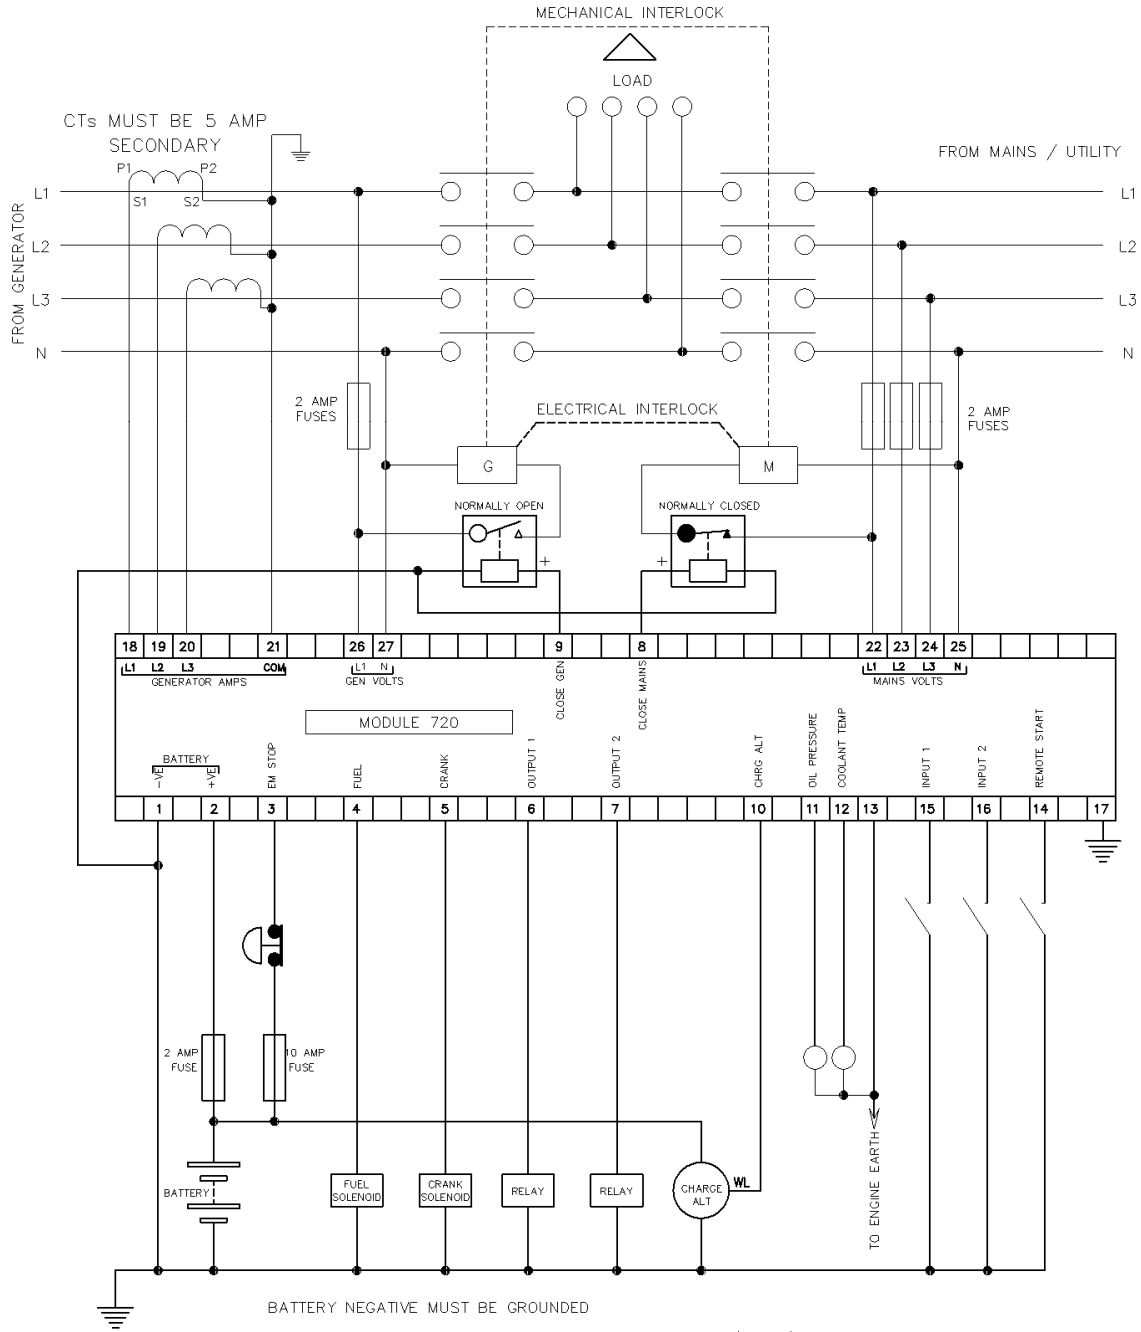 MECHANICAL INTERLOCK
LOAD
CTs MUST BE 5 AMP
SECONDARY
P1 P2
S1 S2
FROM MAINS / UTILITY
FROM GENERATOR
L1
L2
L3
N
L1
L2
L3
N
2 AMP
FUSES
ELECTRICAL INTERLOCK
2 AMP
FUSES
G
M
NORMALLY OPEN
NORMALLY CLOSED
+
+
18 19 20 21 26 27 9 8 22 23 24 25
L1 L2 L3 COM
GENERATOR AMPS
L1 N
GEN VOLTS
CLOSE GEN
CLOSE MAINS
L1 L2 L3 N
MAINS VOLTS
MODULE 720
BATTERY
-VE
+VE
EM STOP
FUEL
CRANK
OUTPUT 1
OUTPUT 2
CHRG ALT
OIL PRESSURE
COOLANT TEMP
INPUT 1
INPUT 2
REMOTE START
1 2 3 4 5 6 7 10 11 12 13 15 16 14 17
2 AMP
FUSE
10 AMP
FUSE
BATTERY
FUEL
SOLENOID
CRANK
SOLENOID
RELAY
RELAY
CHARGE
ALT
WL
TO ENGINE EARTH
BATTERY NEGATIVE MUST BE GROUNDED